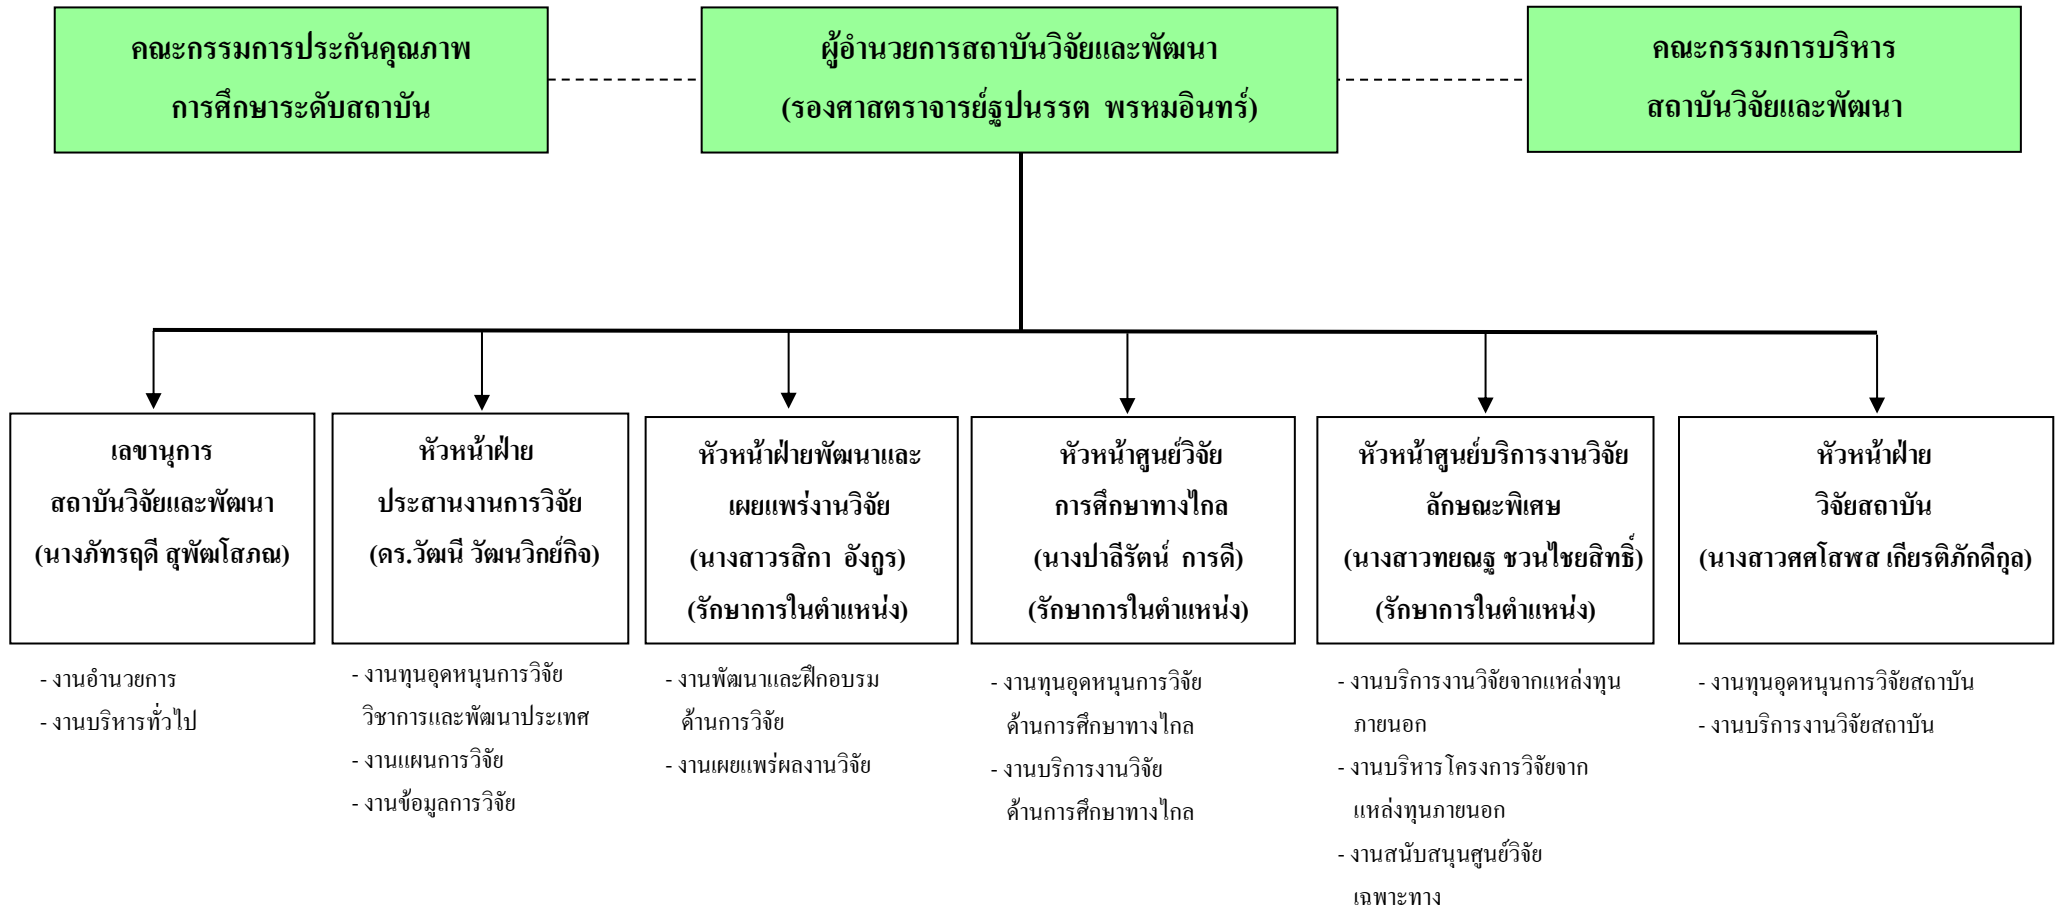 คณะกรรมการประกันคุณภาพ
การศึกษาระดับสถาบัน
ผู้อำนวยการสถาบันวิจัยและพัฒนา
(รองศาสตราจารย์ฐปนรรต  พรหมอินทร์)
คณะกรรมการบริหาร
สถาบันวิจัยและพัฒนา
เลขานุการ
สถาบันวิจัยและพัฒนา
(นางภัทรฤดี สุพัฒโสภณ)
หัวหน้าฝ่าย
ประสานงานการวิจัย
(ดร.วัฒนี วัฒนวิกย์กิจ)
หัวหน้าฝ่ายพัฒนาและ
เผยแพร่งานวิจัย
(นางสาวรสิกา  อังกูร)
(รักษาการในตำแหน่ง)
หัวหน้าศูนย์วิจัย
การศึกษาทางไกล
(นางปาลีรัตน์  การดี)
(รักษาการในตำแหน่ง)
หัวหน้าศูนย์บริการงานวิจัย
ลักษณะพิเศษ
(นางสาวทยณฐ ชวนไชยสิทธิ์)
(รักษาการในตำแหน่ง)
หัวหน้าฝ่าย
วิจัยสถาบัน
(นางสาวศศโสฬส เกียรติภักดีกุล)
- งานอำนวยการ
- งานบริหารทั่วไป
- งานทุนอุดหนุนการวิจัย
วิชาการและพัฒนาประเทศ
- งานแผนการวิจัย
- งานข้อมูลการวิจัย
- งานพัฒนาและฝึกอบรม
ด้านการวิจัย
- งานเผยแพร่ผลงานวิจัย
- งานทุนอุดหนุนการวิจัย
ด้านการศึกษาทางไกล
- งานบริการงานวิจัย
ด้านการศึกษาทางไกล
- งานบริการงานวิจัยจากแหล่งทุน
ภายนอก
- งานบริหารโครงการวิจัยจาก
แหล่งทุนภายนอก
- งานสนับสนุนศูนย์วิจัย
เฉพาะทาง
- งานทุนอุดหนุนการวิจัยสถาบัน
- งานบริการงานวิจัยสถาบัน